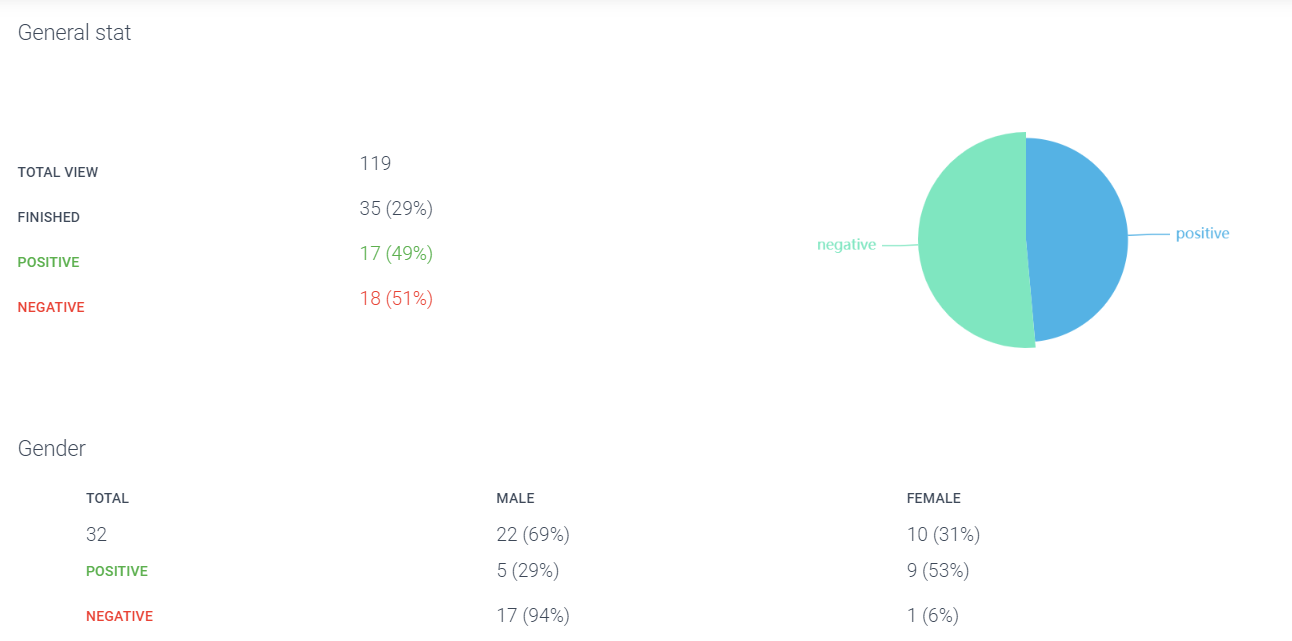 General stat
TOTAL VIEW 119
FINISHED 35 (29%)
POSITIVE 17 (49%)
NEGATIVE 18 (51%)
negative
positive
Gender
TOTAL MALE FEMALE
32 22 (69%) 10 (31%)
POSITIVE 5 (29%) 9 (53%)
NEGATIVE 17 (94%) 1 (6%)